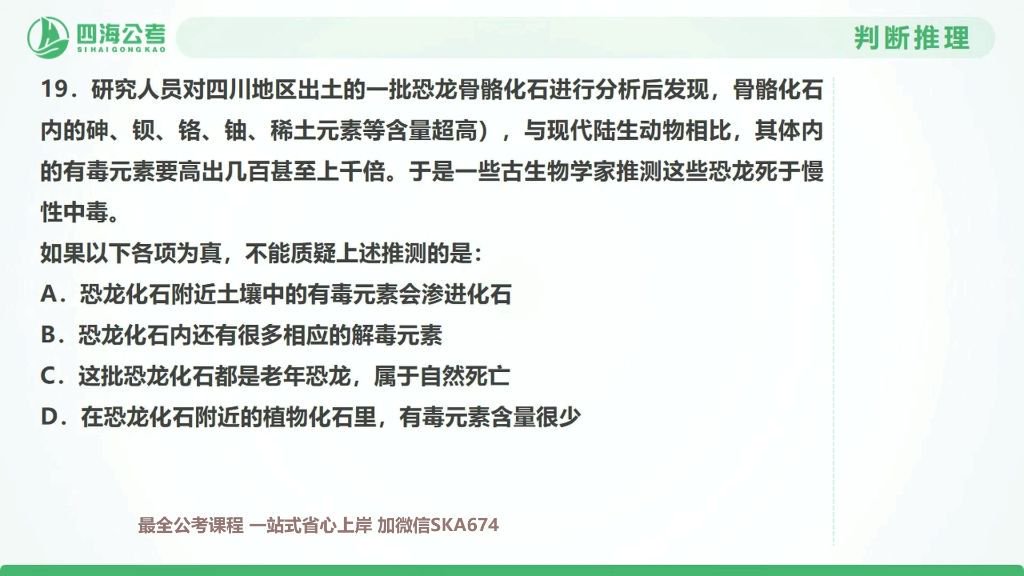 四海公考
SIHAIGONGKAO
判断推理
19．研究人员对四川地区出土的一批恐龙骨骼化石进行分析后发现，骨骼化石
内的砷、钡、铬、铀、稀土元素等含量超高），与现代陆生动物相比，其体内
的有毒元素要高出几百甚至上千倍。于是一些古生物学家推测这些恐龙死于慢
性中毒。
如果以下各项为真，不能质疑上述推测的是：
A．恐龙化石附近土壤中的有毒元素会渗进化石
B．恐龙化石内还有很多相应的解毒元素
C．这批恐龙化石都是老年恐龙，属于自然死亡
D．在恐龙化石附近的植物化石里，有毒元素含量很少
最全公考课程 一站式省心上岸 加微信SKA674